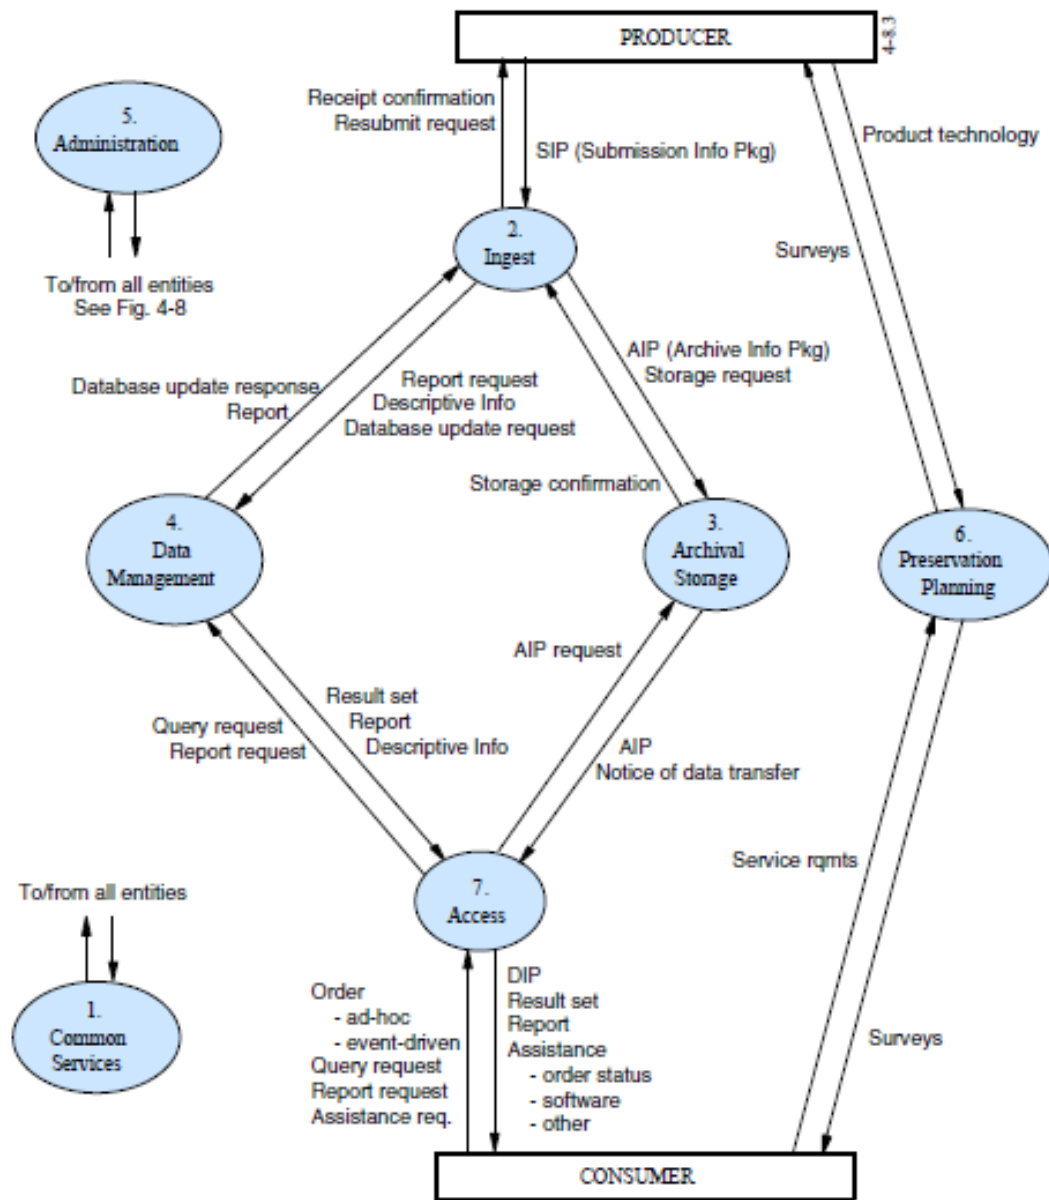 PRODUCER
4-8.3
5.
Administration
Receipt confirmation
Resubmit request
SIP (Submission Info Pkg)
Product technology
2.
Ingest
Surveys
To/from all entities
See Fig. 4-8
AIP (Archive Info Pkg)
Storage request
Database update response
Report
Report request
Descriptive Info
Database update request
Storage confirmation
4.
Data
Management
3.
Archival
Storage
6.
Preservation
Planning
AIP request
Query request
Report request
Result set
Report
Descriptive Info
AIP
Notice of data transfer
Service rqmts
7.
Access
To/from all entities
1.
Common
Services
Order
- ad-hoc
- event-driven
Query request
Report request
Assistance req.
DIP
Result set
Report
Assistance
- order status
- software
- other
Surveys
CONSUMER